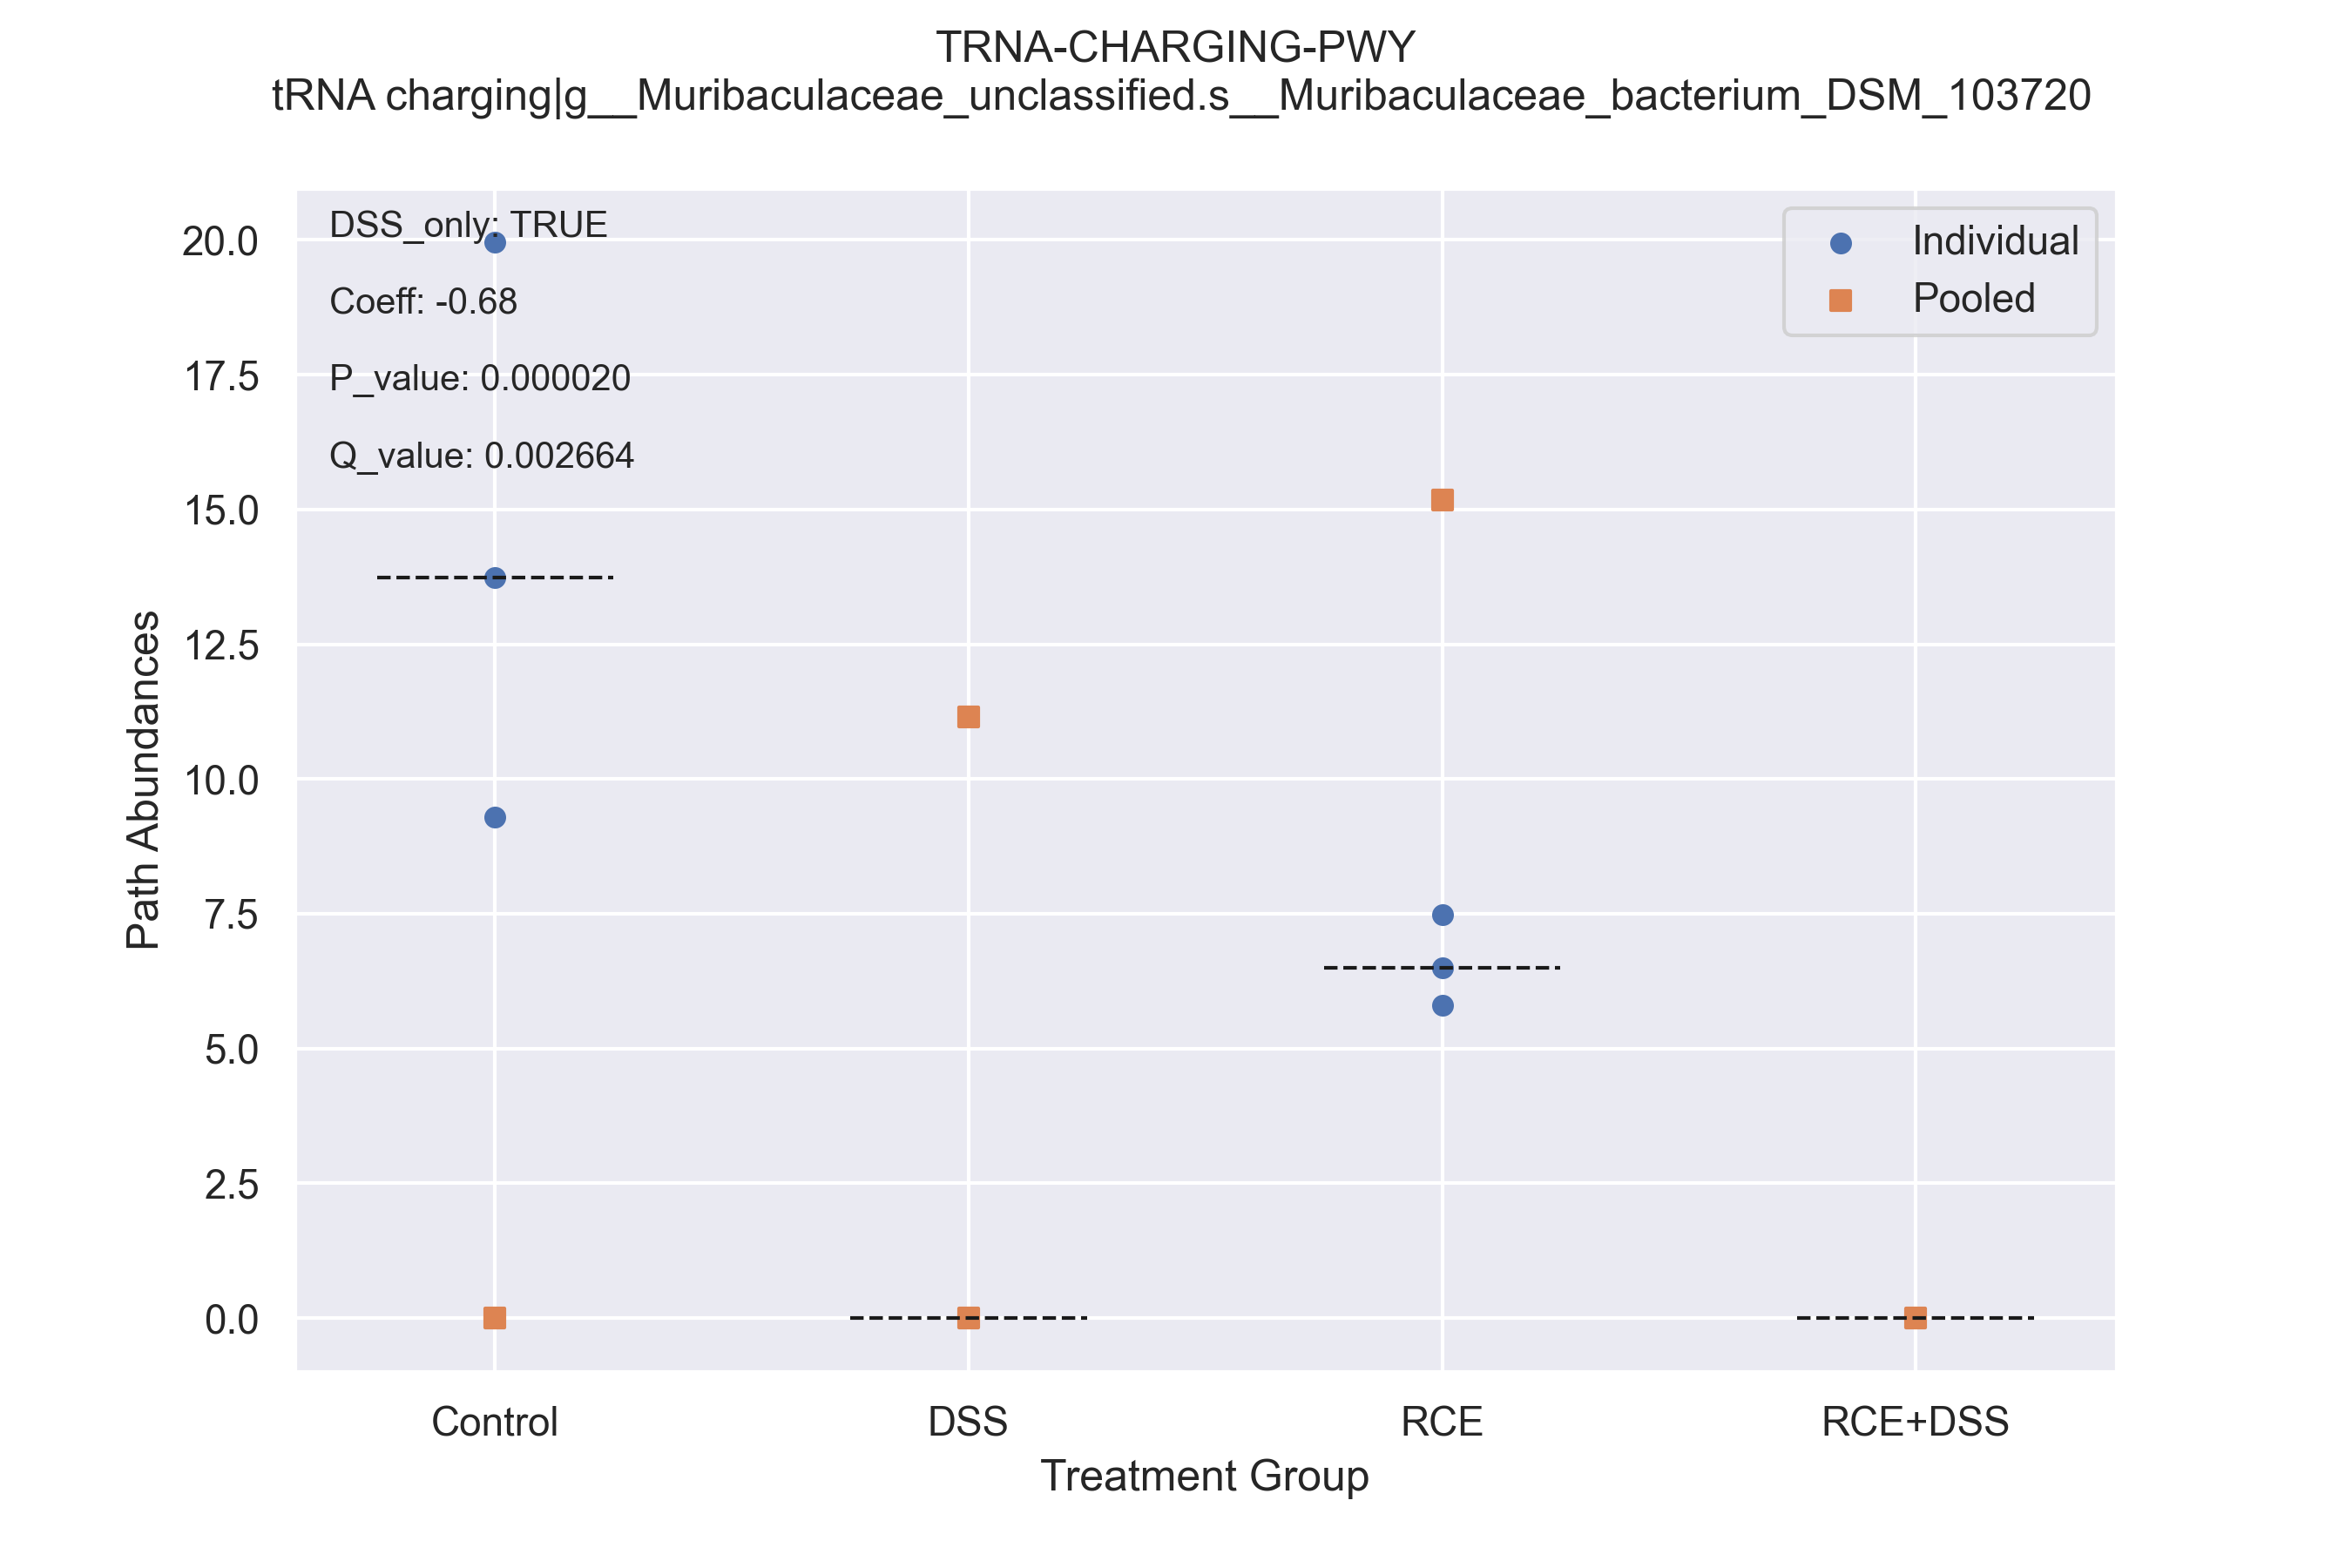 TRNA-CHARGING-PWY
tRNA charging|g__Muribaculaceae_unclassified.s__Muribaculaceae_bacterium_DSM_103720
DSS_only: TRUE
Coeff: -0.68
P_value: 0.000020
Q_value: 0.002664
Individual
Pooled
20.0
17.5
15.0
12.5
10.0
7.5
5.0
2.5
0.0
Path Abundances
Control
DSS
RCE
RCE+DSS
Treatment Group